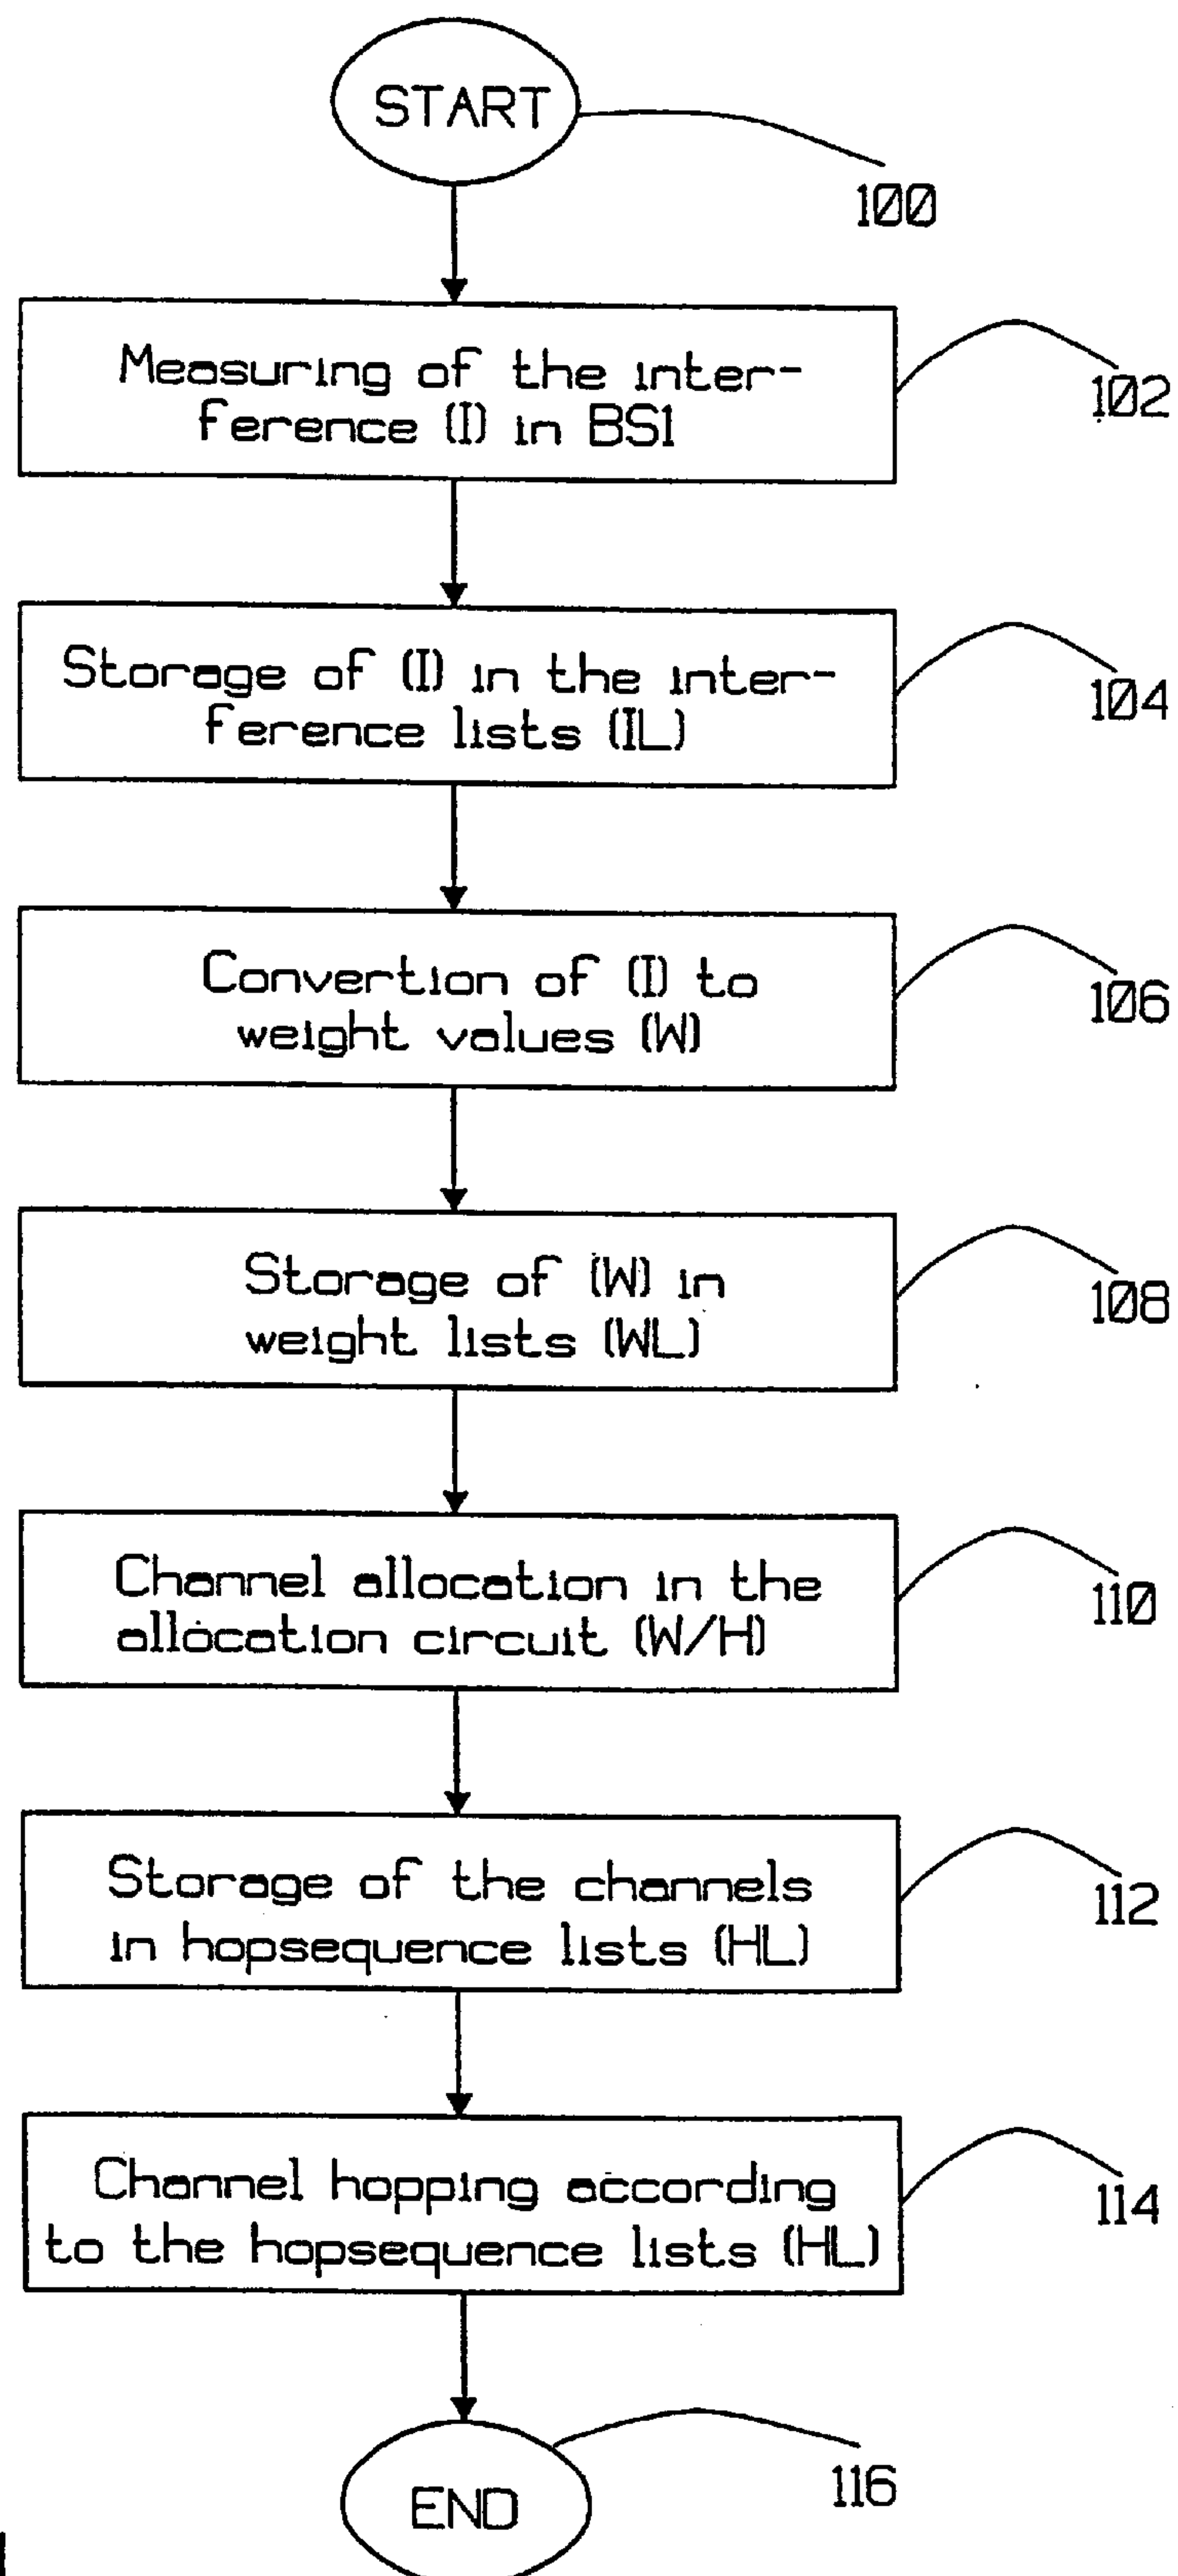 START
100
Measuring of the inter-
ference (I) in BS1
102
Storage of (I) in the inter-
ference lists (IL)
104
Convertion of (I) to
weight values (W)
106
Storage of (W) in
weight lists (WL)
108
Channel allocation in the
allocation circuit (W/H)
110
Storage of the channels
in hopsequence lists (HL)
112
Channel hopping according
to the hopsequence lists (HL)
114
END
116